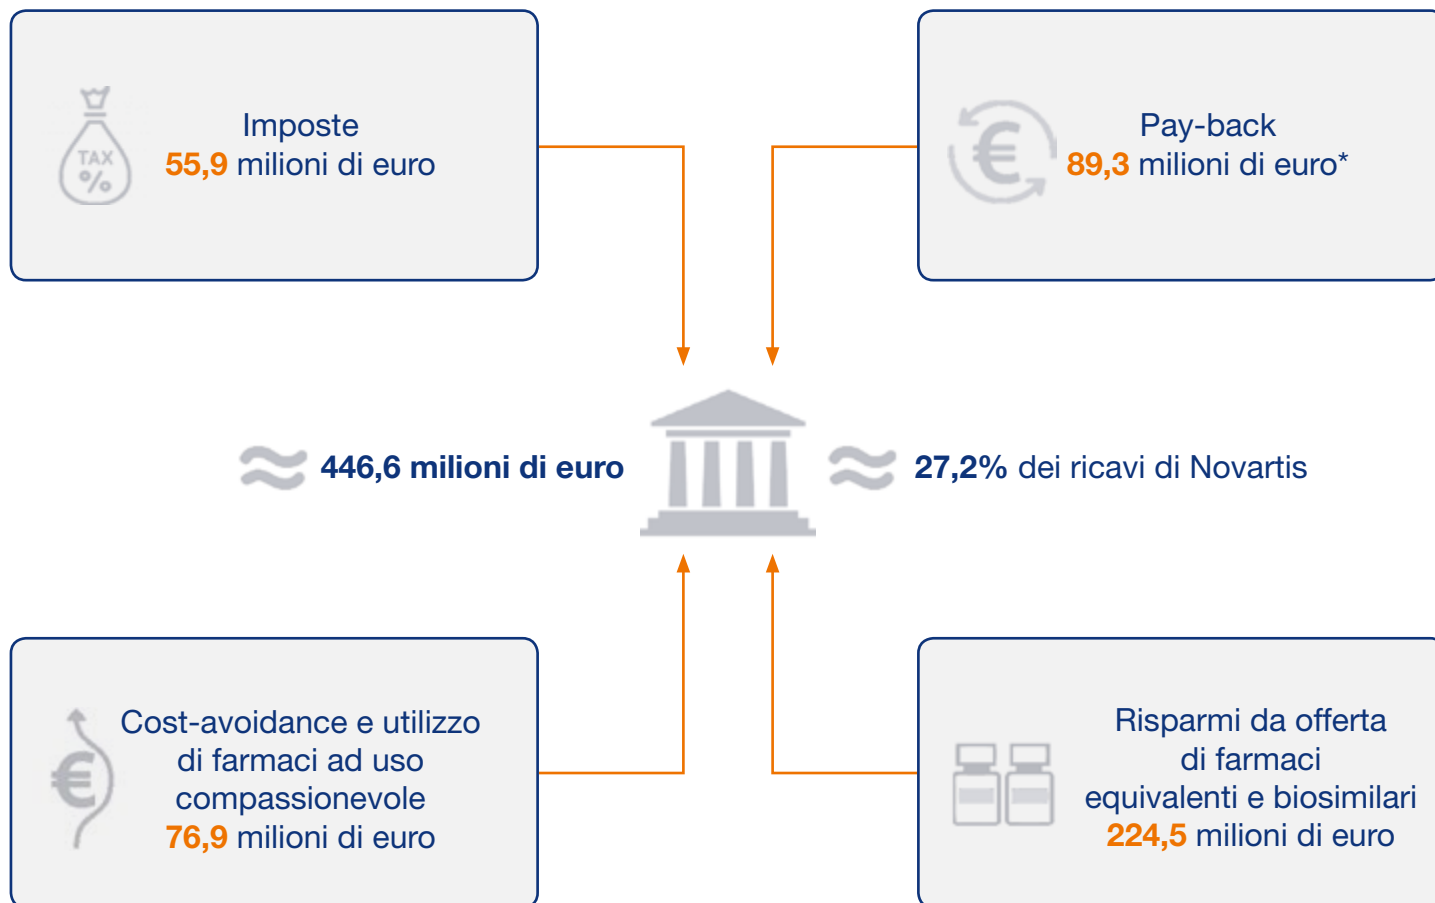 Imposte
55,9 milioni di euro
TAX
%
Pay-back
89,3 milioni di euro*
€
≈ 446,6 milioni di euro
≈ 27,2% dei ricavi di Novartis
Cost-avoidance e utilizzo
di farmaci ad uso
compassionevole
76,9 milioni di euro
€
Risparmi da offerta
di farmaci
equivalenti e biosimilari
224,5 milioni di euro